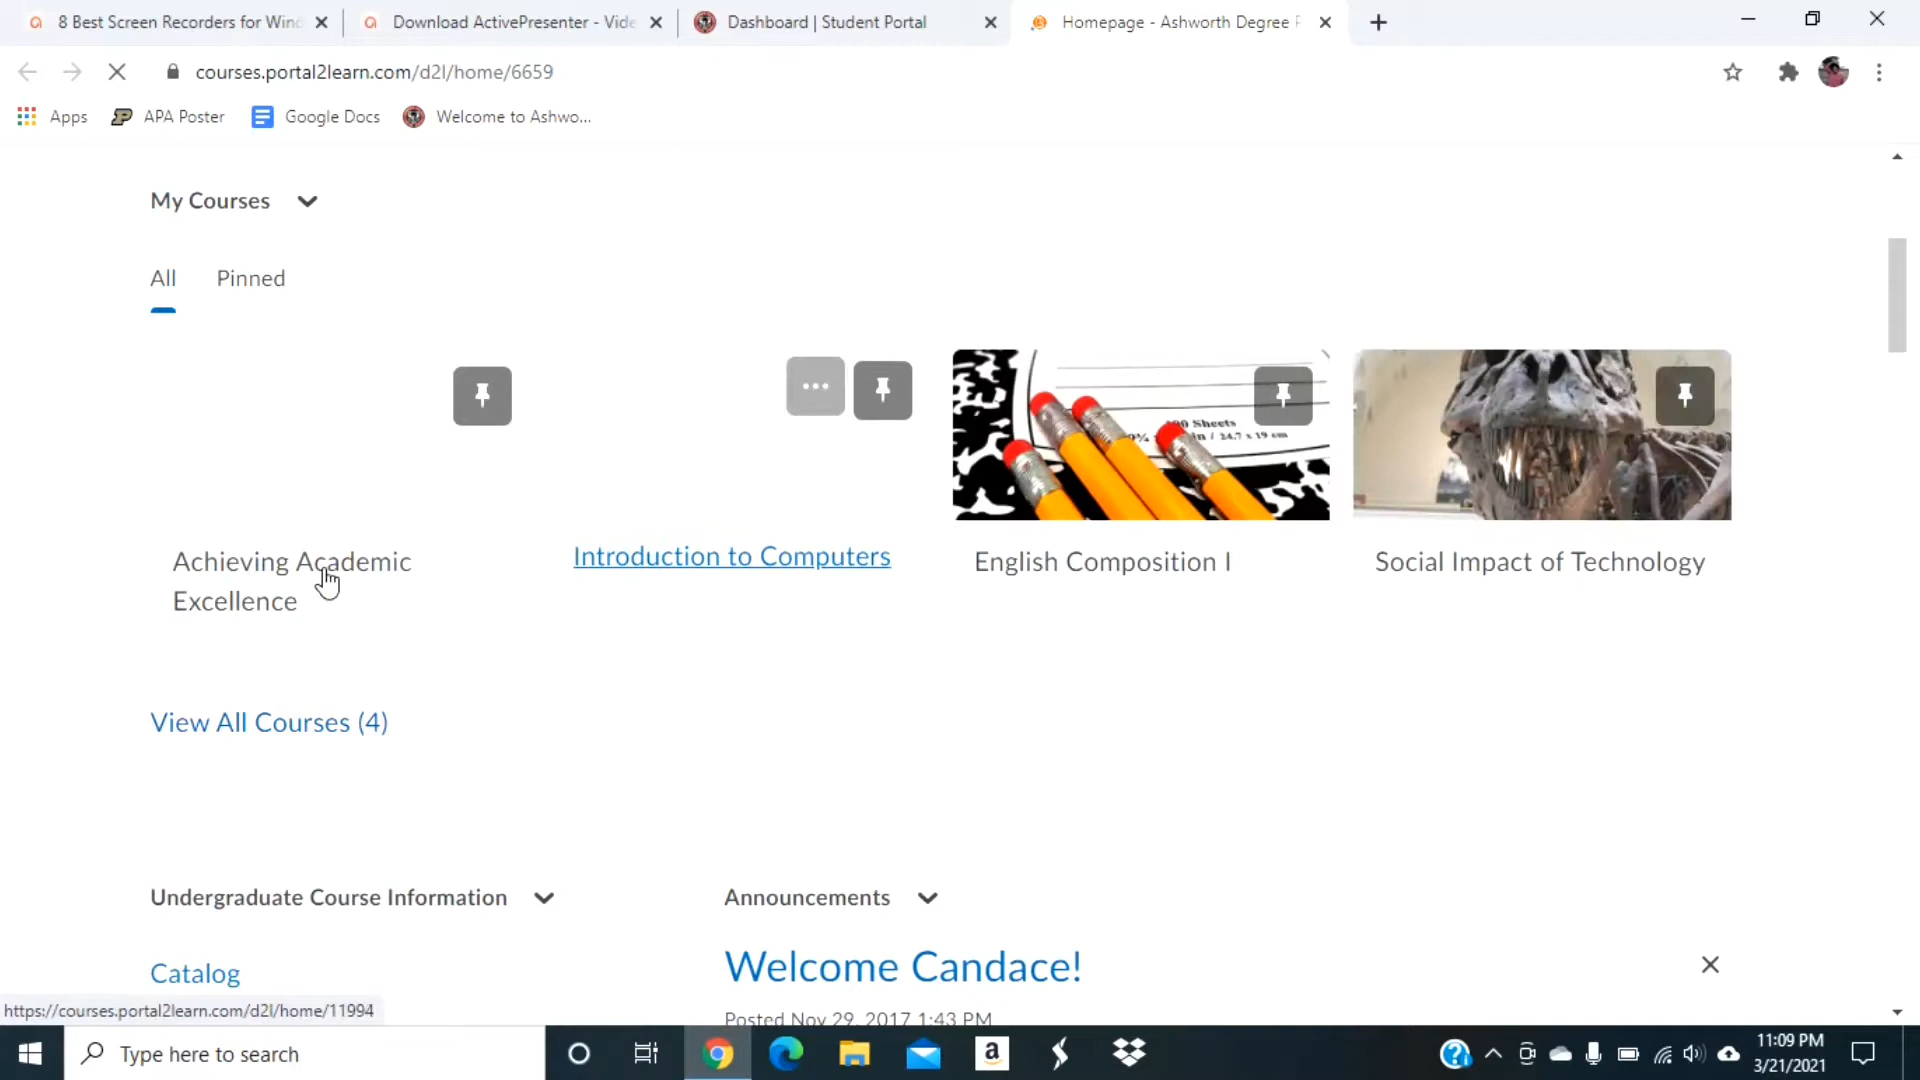 8 Best Screen Recorders for Wind
Download ActivePresenter - Vide
Dashboard | Student Portal
Homepage - Ashworth Degree P
courses.portal2learn.com/d2l/home/6659
Apps
APA Poster
Google Docs
Welcome to Ashwo...
My Courses
All
Pinned
Achieving Academic
Excellence
Introduction to Computers
English Composition I
Social Impact of Technology
View All Courses (4)
Undergraduate Course Information
Announcements
Welcome Candace!
Posted Nov 29, 2017 1:43 PM
Catalog
https://courses.portal2learn.com/d2l/home/11994
Type here to search
11:09 PM
3/21/2021